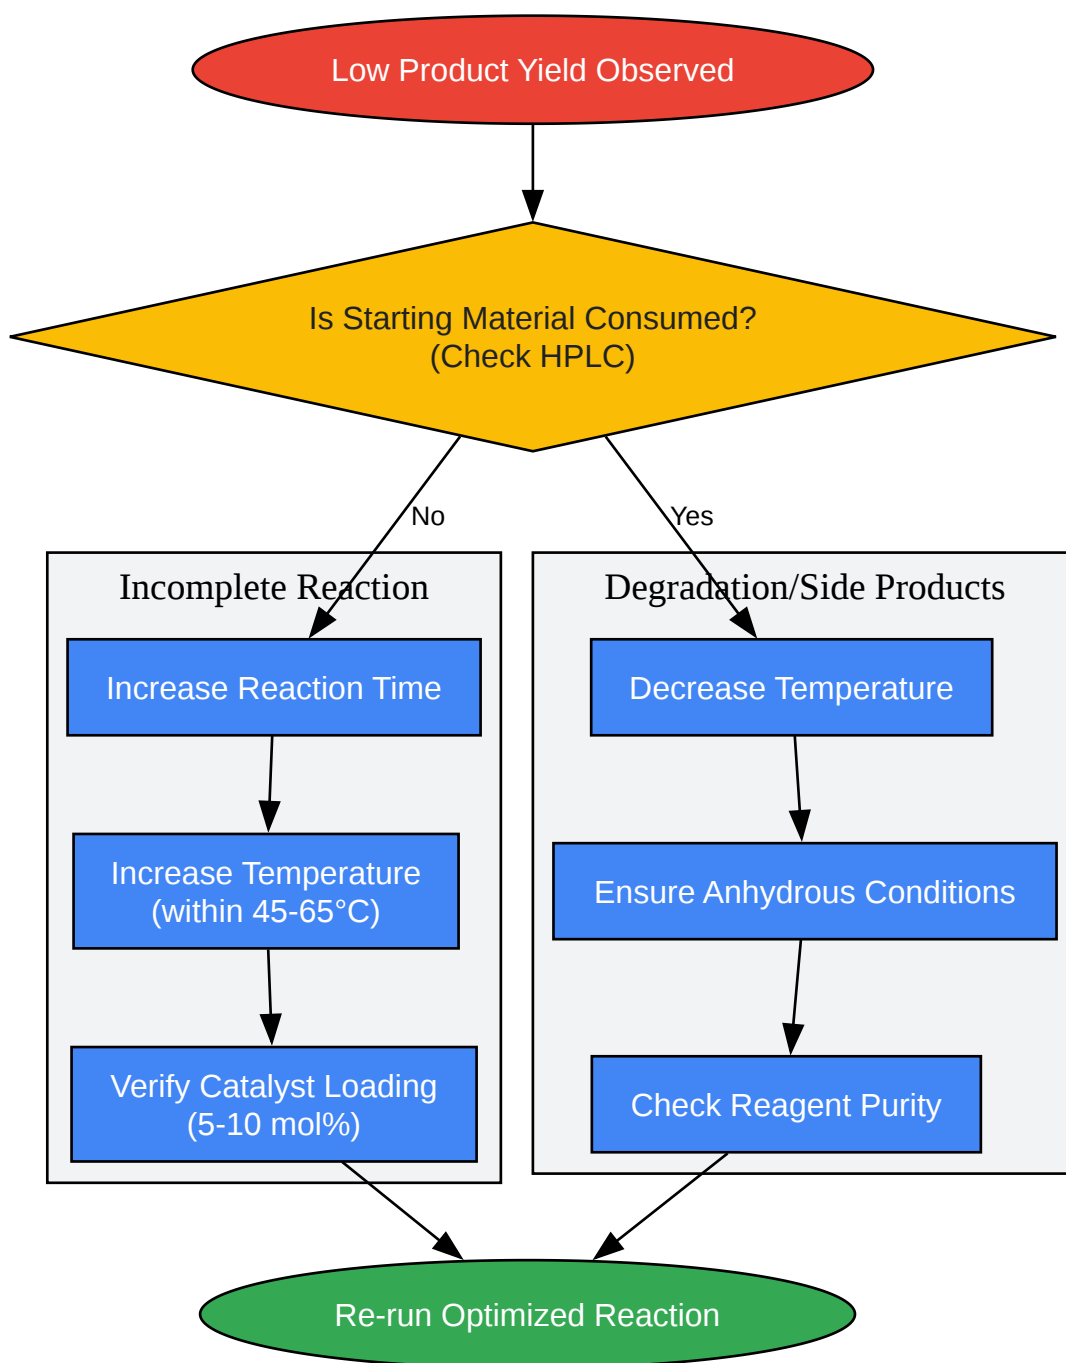 Low Product Yield Observed
Is Starting Material Consumed?
(Check HPLC)
No
Yes
Incomplete Reaction
Increase Reaction Time
Increase Temperature
(within 45-65°C)
Verify Catalyst Loading
(5-10 mol%)
Degradation/Side Products
Decrease Temperature
Ensure Anhydrous Conditions
Check Reagent Purity
Re-run Optimized Reaction